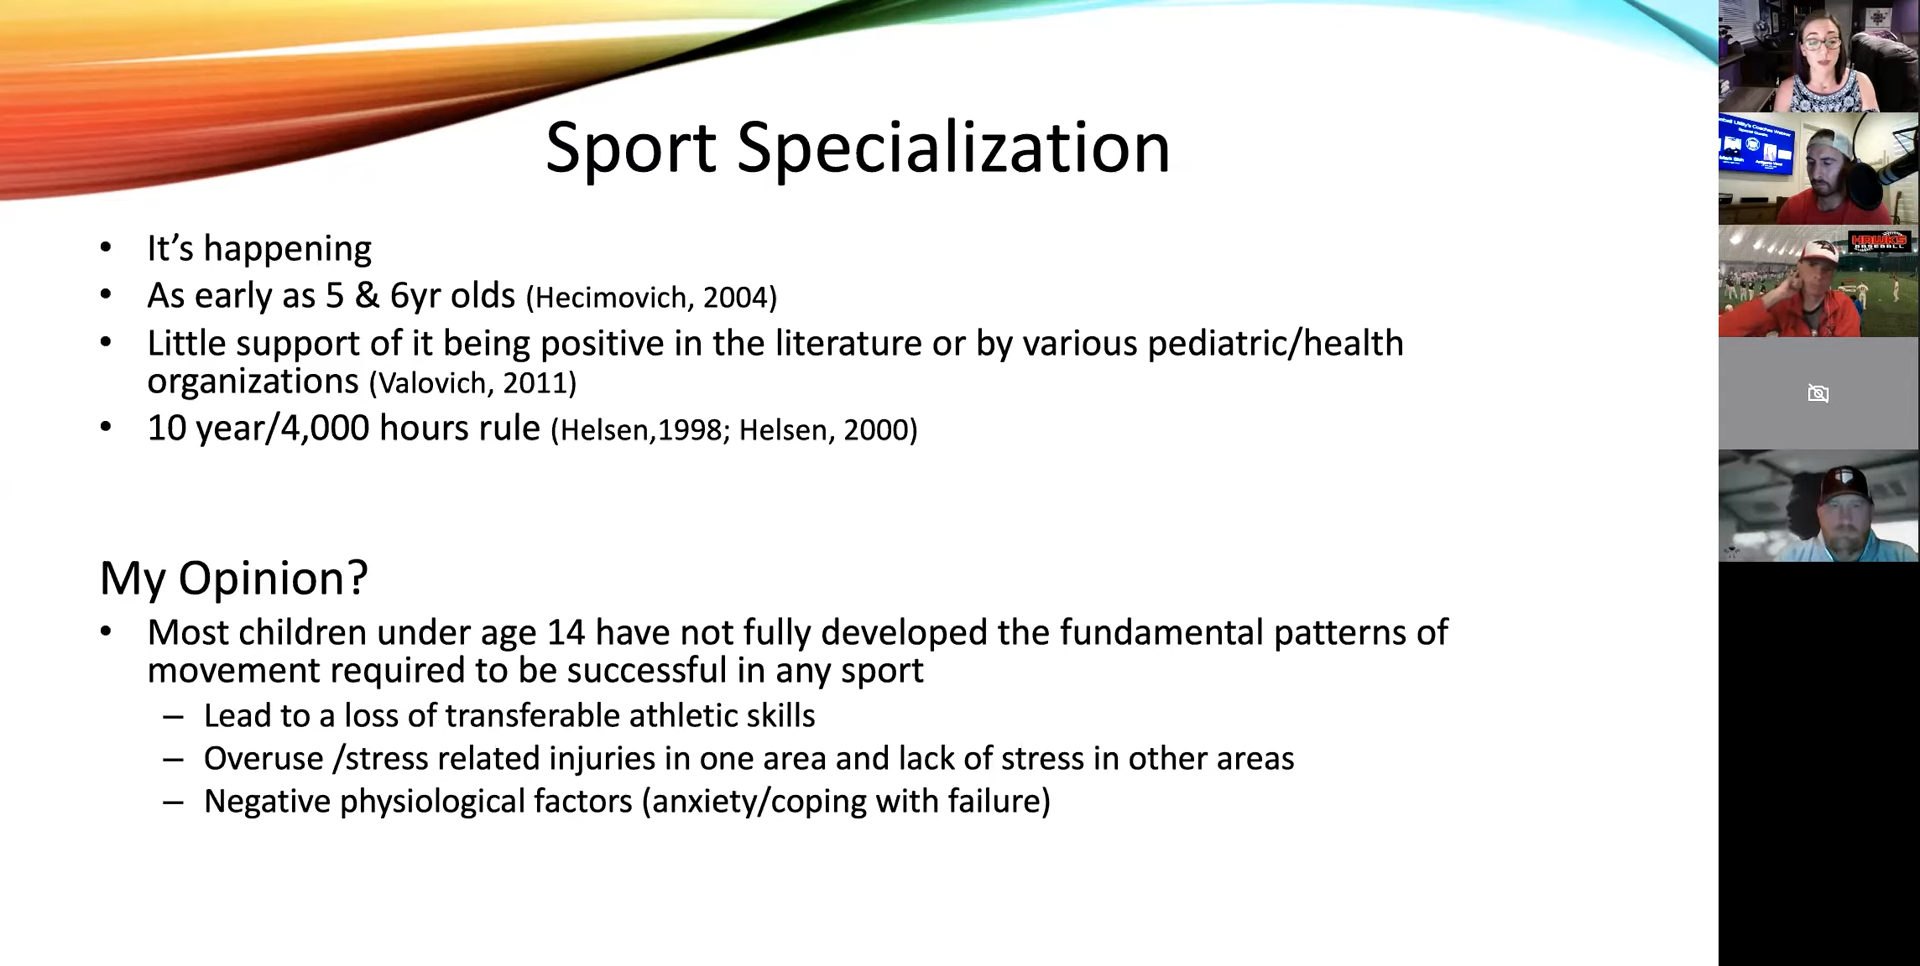 Sport Specialization
• It’s happening
• As early as 5 & 6yr olds (Hecimovich, 2004)
• Little support of it being positive in the literature or by various pediatric/health
organizations (Valovich, 2011)
• 10 year/4,000 hours rule (Helsen,1998; Helsen, 2000)
My Opinion?
• Most children under age 14 have not fully developed the fundamental patterns of
movement required to be successful in any sport
– Lead to a loss of transferable athletic skills
– Overuse /stress related injuries in one area and lack of stress in other areas
– Negative physiological factors (anxiety/coping with failure)
HAWKS
BASEBALL